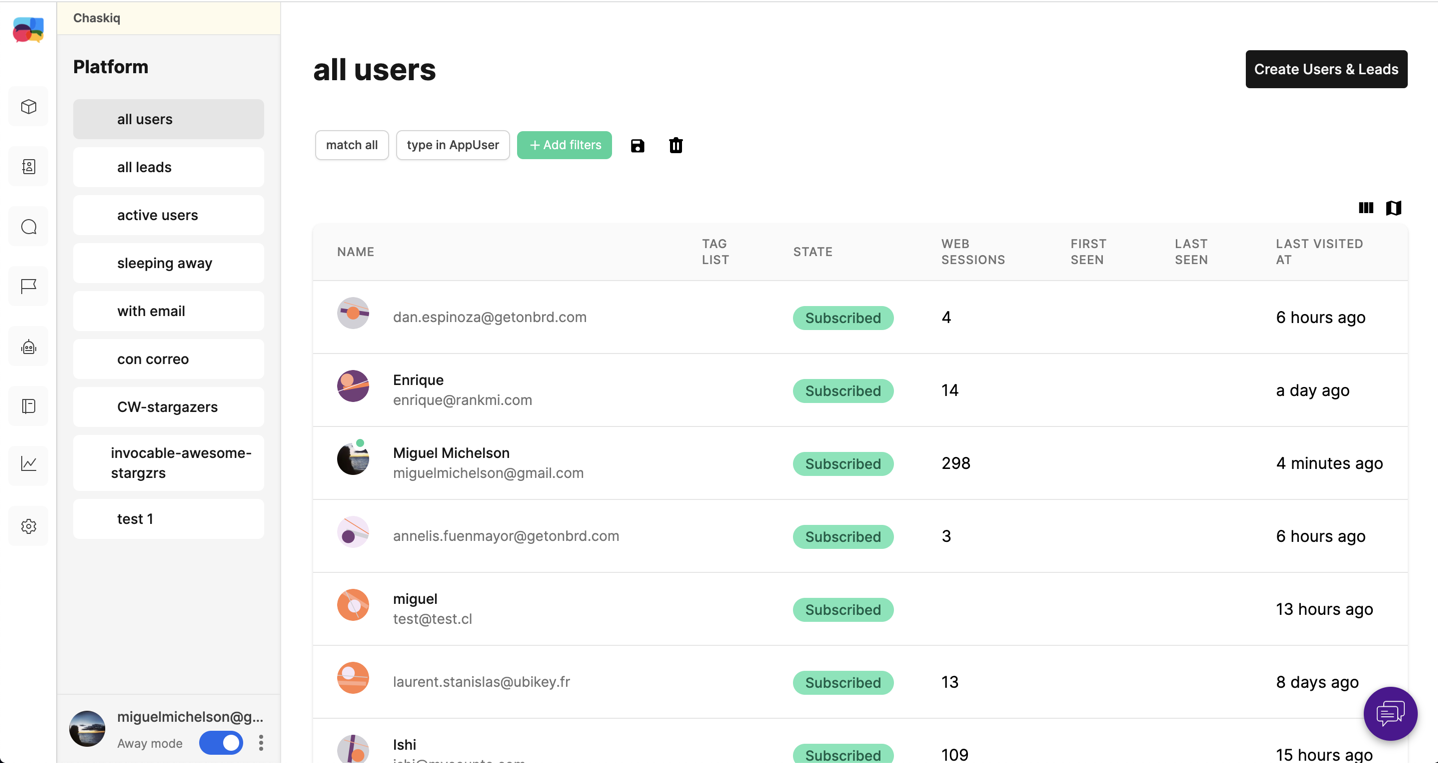 Chaskiq
Platform
all users
all leads
active users
sleeping away
with email
con correo
CW-stargazers
invocable-awesome-
stargzrs
test 1
miguelmichelson@g...
Away mode
all users
Create Users & Leads
match all
type in AppUser
+ Add filters
NAME
TAG
LIST
STATE
WEB
SESSIONS
FIRST
SEEN
LAST
SEEN
LAST VISITED
AT
dan.espinoza@getonbrd.com
Subscribed
4
6 hours ago
Enrique
enrique@rankmi.com
Subscribed
14
a day ago
Miguel Michelson
miguelmichelson@gmail.com
Subscribed
298
4 minutes ago
annelis.fuenmayor@getonbrd.com
Subscribed
3
6 hours ago
miguel
test@test.cl
Subscribed
13 hours ago
laurent.stanislas@ubikey.fr
Subscribed
13
8 days ago
Ishi
Subscribed
109
15 hours ago